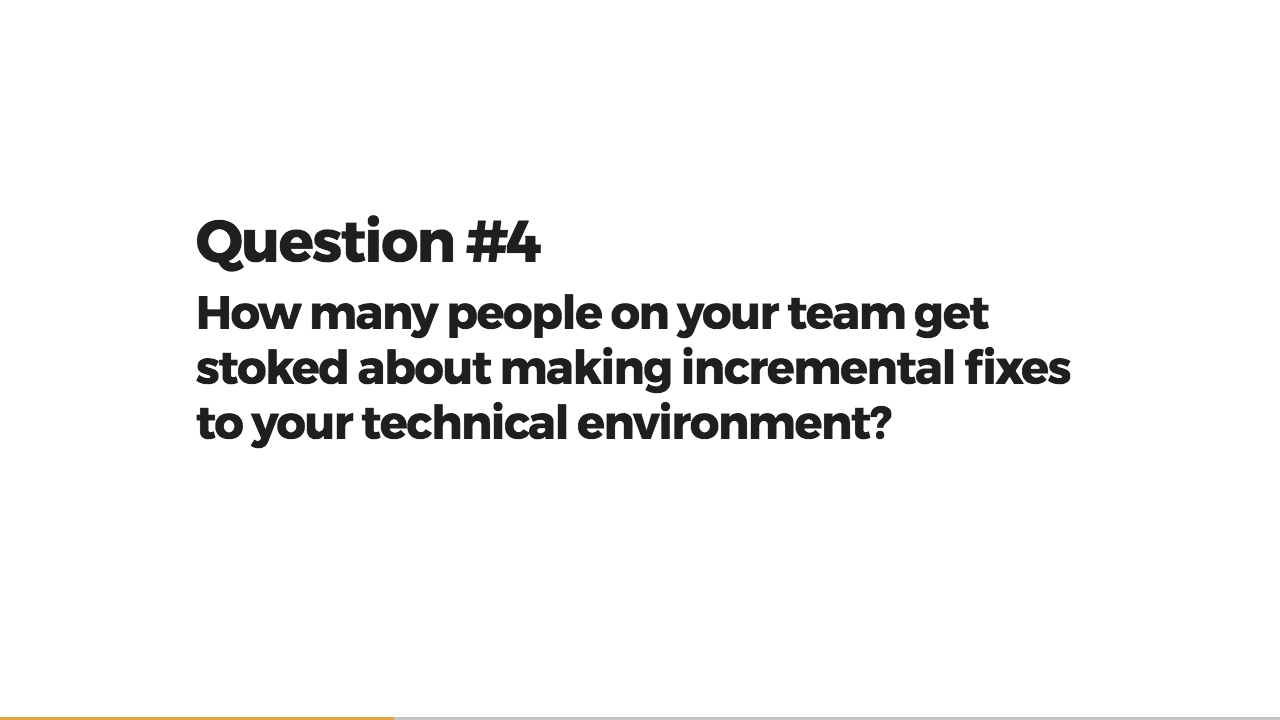 Question #4
How many people on your team get
stoked about making incremental fixes
to your technical environment?